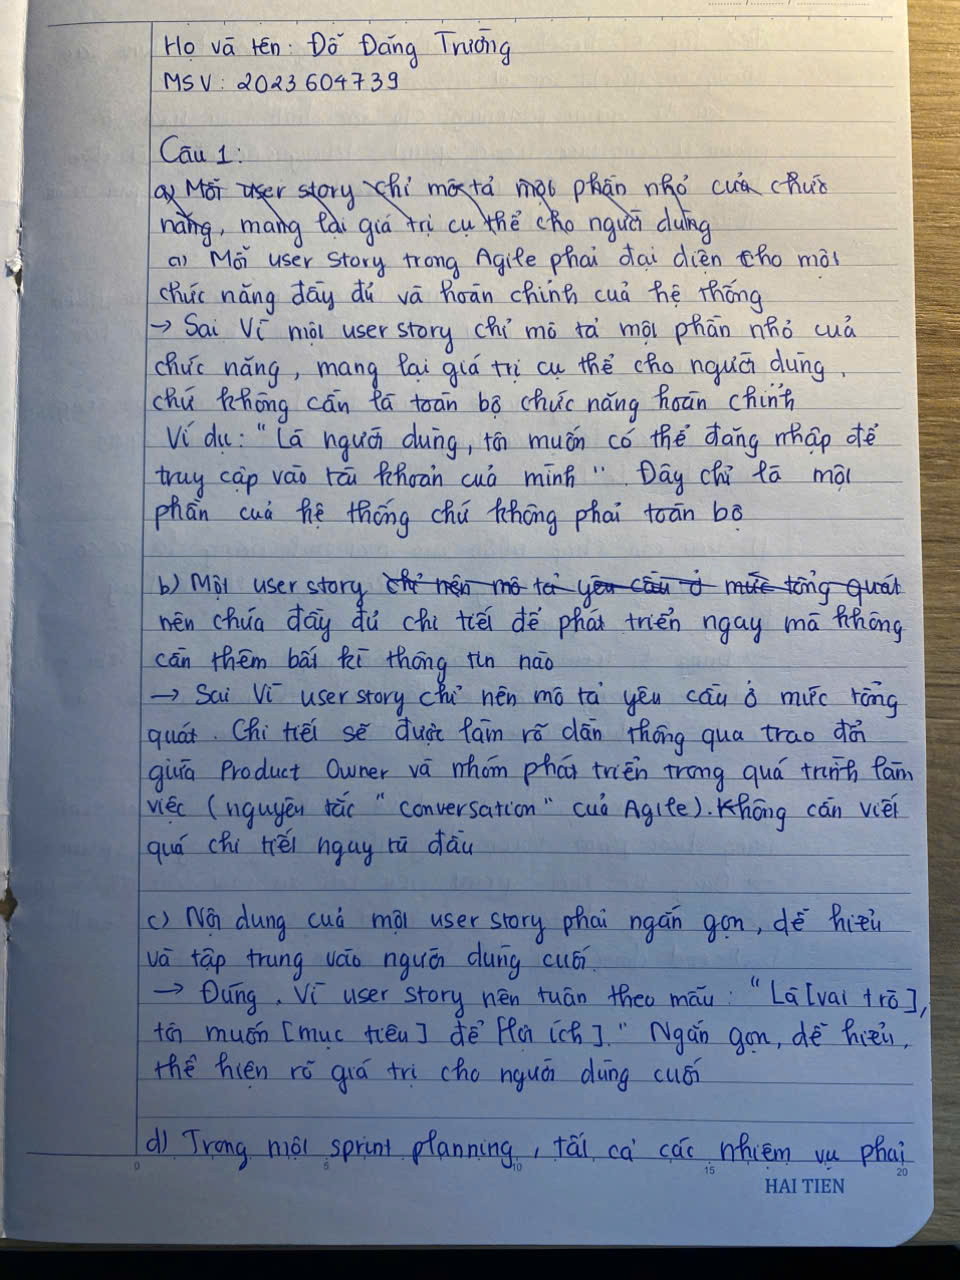 Họ và tên: Đỗ Đăng Trường
MSV: 2023604739
Câu 1:
a) Mỗi user story chỉ mô tả một phần nhỏ của chức
năng, mang lại giá trị cụ thể cho người dùng
a) Mỗi user story trong Agile phải đại diện cho một
chức năng đầy đủ và hoàn chỉnh của hệ thống
→ Sai Vì một user story chỉ mô tả một phần nhỏ của
chức năng, mang lại giá trị cụ thể cho người dùng,
chứ không cần là toàn bộ chức năng hoàn chỉnh
Ví dụ: "Là người dùng, tôi muốn có thể đăng nhập để
truy cập vào tài khoản của mình". Đây chỉ là một
phần của hệ thống chứ không phải toàn bộ
b) Một user story chỉ nên mô tả yêu cầu ở mức tổng quát
nên chứa đầy đủ chi tiết để phát triển ngay mà không
cần thêm bất kì thông tin nào
→ Sai Vì user story chỉ nên mô tả yêu cầu ở mức tổng
quát. Chi tiết sẽ được làm rõ dần thông qua trao đổi
giữa Product Owner và nhóm phát triển trong quá trình làm
việc (nguyên tắc "conversation" của Agile). Không cần viết
quá chi tiết ngay từ đầu
c) Nội dung của một user story phải ngắn gọn, dễ hiểu
và tập trung vào người dùng cuối.
→ Đúng. Vì user story nên tuân theo mẫu: "Là [vai trò],
tôi muốn [mục tiêu] để [lợi ích]." Ngắn gọn, dễ hiểu,
thể hiện rõ giá trị cho người dùng cuối
d) Trong một sprint planning, tất cả các nhiệm vụ phải
0 5 10 15 20
HAI TIEN